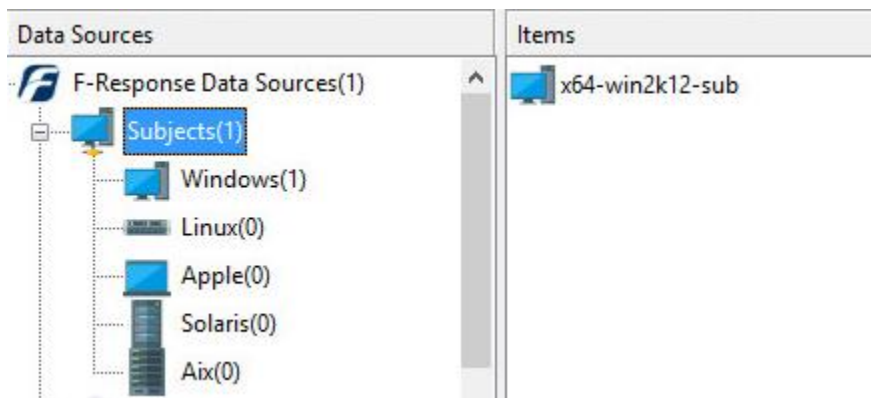 Data Sources
F-Response Data Sources(1)
Subjects(1)
Windows(1)
Linux(0)
Apple(0)
Solaris(0)
Aix(0)
Items
x64-win2k12-sub